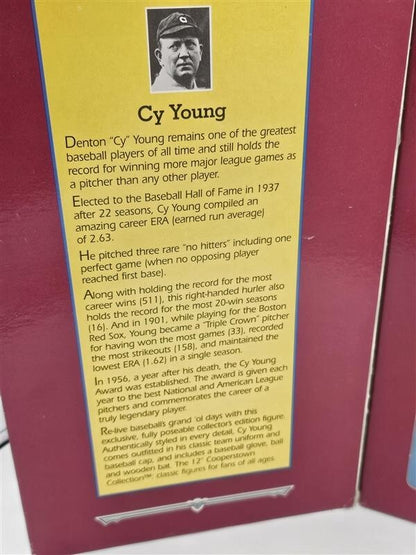 Cy Young
Denton "Cy" Young remains one of the greatest
baseball players of all time and still holds the
record for winning more major league games as
a pitcher than any other player.
Elected to the Baseball Hall of Fame in 1937
after 22 seasons, Cy Young compiled an
amazing career ERA (earned run average)
of 2.63.
He pitched three rare "no hitters" including one
perfect game (when no opposing player
reached first base).
Along with holding the record for the most
career wins (511), this right-handed hurler also
holds the record for the most 20-win seasons
(16). And in 1901, while playing for the Boston
Red Sox, Young became a "Triple Crown" pitcher
for having won the most games (33), recorded
the most strikeouts (158), and maintained the
lowest ERA (1.62) in a single season.
In 1956, a year after his death, the Cy Young
Award was established. The award is given each
year to the best National and American League
pitchers and commemorates the career of a
truly legendary player.
Re-live baseball's grand 'ol days with this
exclusive, fully poseable collector's edition figure.
Authentically styled in every detail, Cy Young
comes outfitted in his classic team uniform and
baseball cap, and includes a baseball glove, ball
and wooden bat. The 12" Cooperstown
Collection™ classic figures for fans of all ages.